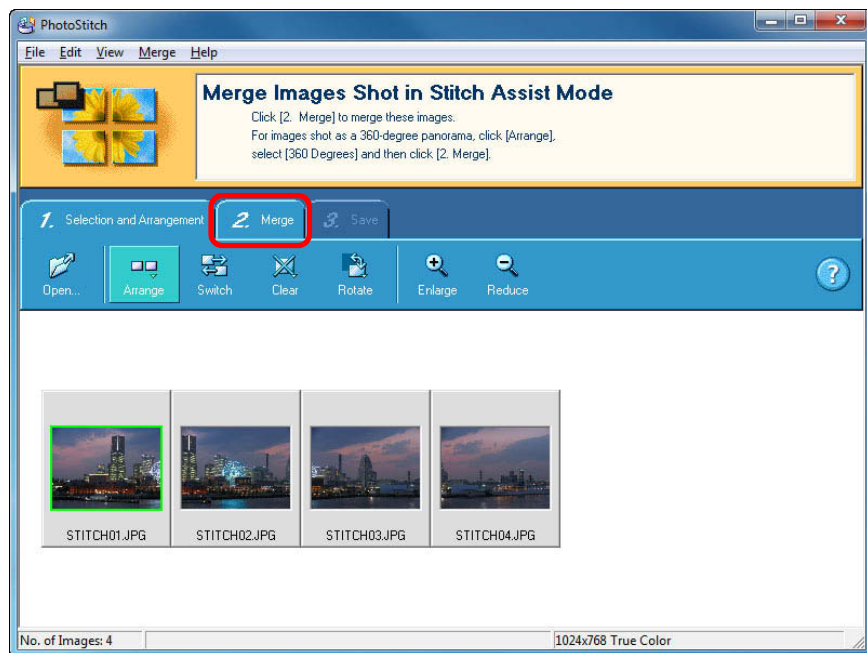 PhotoStitch
File Edit View Merge Help
Merge Images Shot in Stitch Assist Mode
Click [2. Merge] to merge these images.
For images shot as a 360-degree panorama, click [Arrange],
select [360 Degrees] and then click [2. Merge].
1. Selection and Arrangement 2. Merge 3. Save
Open... Arrange Switch Clear Rotate Enlarge Reduce ?
STITCH01.JPG STITCH02.JPG STITCH03.JPG STITCH04.JPG
No. of Images: 4 1024x768 True Color